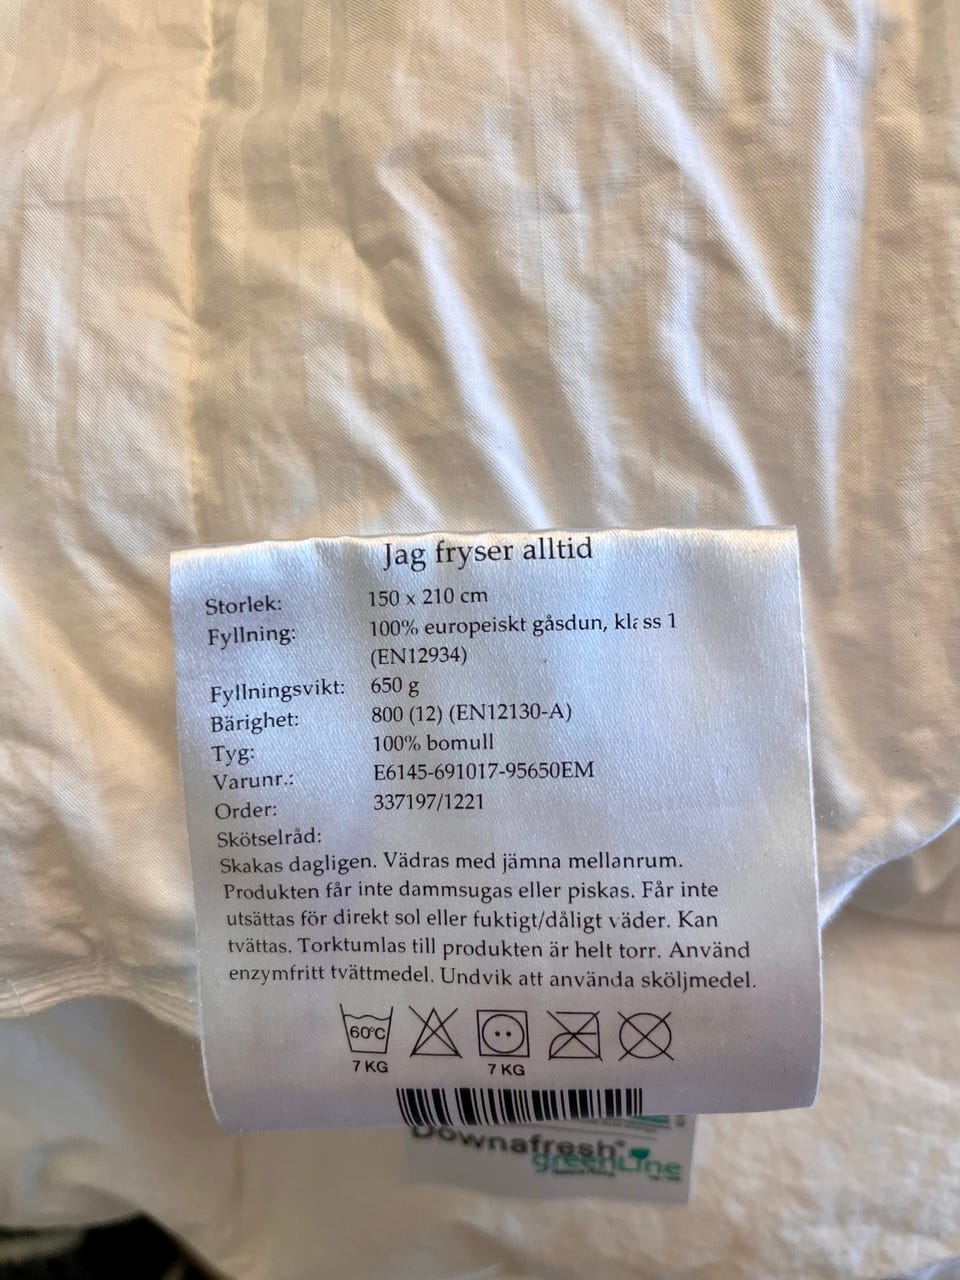 Jag fryser alltid
Storlek: 150 x 210 cm
Fyllning: 100% europeiskt gåsdun, klass 1
(EN12934)
Fyllningsvikt: 650 g
Bärighet: 800 (12) (EN12130-A)
Tyg: 100% bomull
Varunr.: E6145-691017-95650EM
Order: 337197/1221
Skötselråd:
Skakas dagligen. Vädras med jämna mellanrum.
Produkten får inte dammsugas eller piskas. Får inte
utsättas för direkt sol eller fuktigt/dåligt väder. Kan
tvättas. Torktumlas till produkten är helt torr. Använd
enzymfritt tvättmedel. Undvik att använda sköljmedel.
60°C
7 KG 7 KG
Downafresh®
greenLine